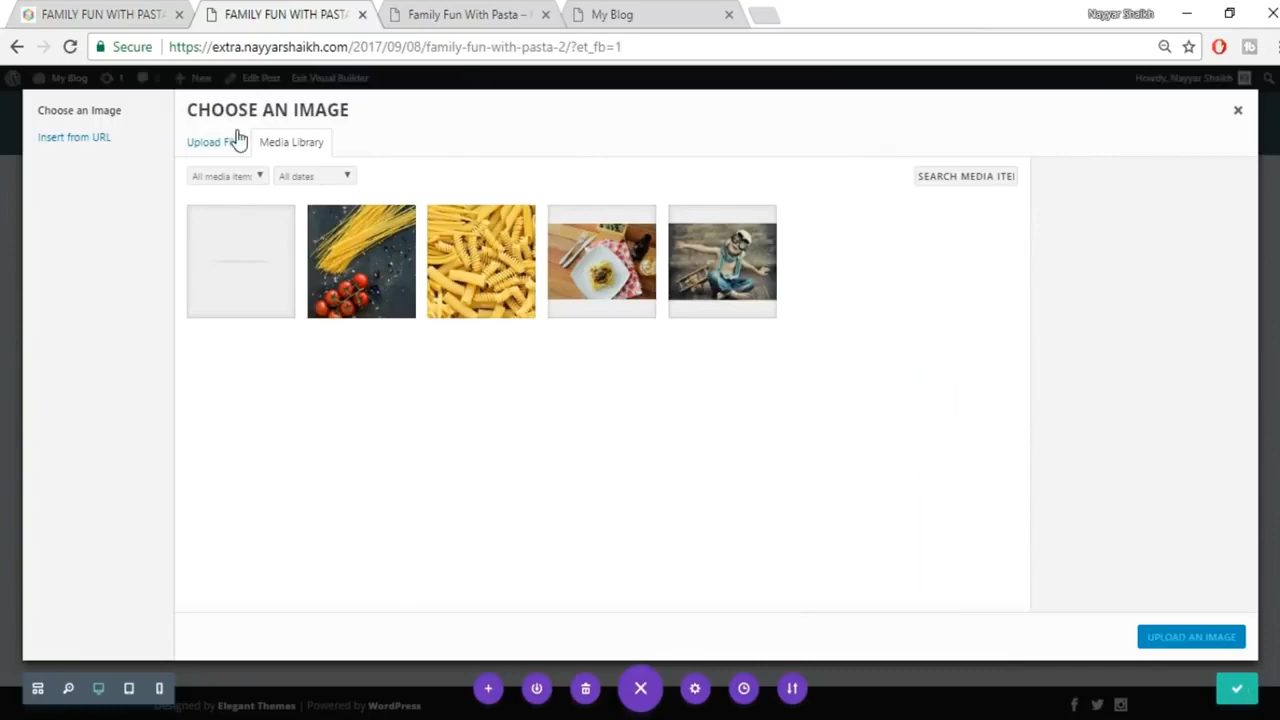 FAMILY FUN WITH PASTA
FAMILY FUN WITH PASTA
Family Fun With Pasta –
My Blog
Nayyar Shaikh
Secure
https://extra.nayyarshaikh.com/2017/09/08/family-fun-with-pasta-2/?et_fb=1
My Blog
1
New
Edit Post
Exit Visual Builder
Howdy, Nayyar Shaikh
Choose an Image
Insert from URL
CHOOSE AN IMAGE
Upload
Media Library
All media item
All dates
SEARCH MEDIA ITE
UPLOAD AN IMAGE
Designed by Elegant Themes | Powered by WordPress